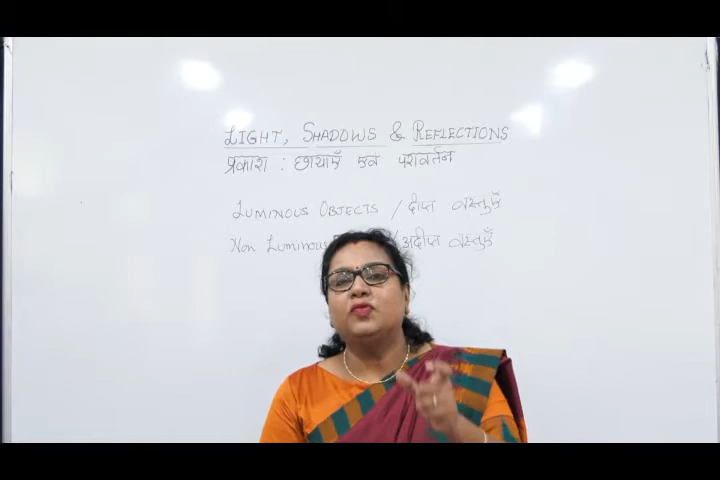 LIGHT, SHADOWS & REFLECTIONS
प्रकाश : छायाएँ एवं परावर्तन
LUMINOUS OBJECTS / दीप्त वस्तुएँ
Non LUMINOUS / अदीप्त वस्तुएँ